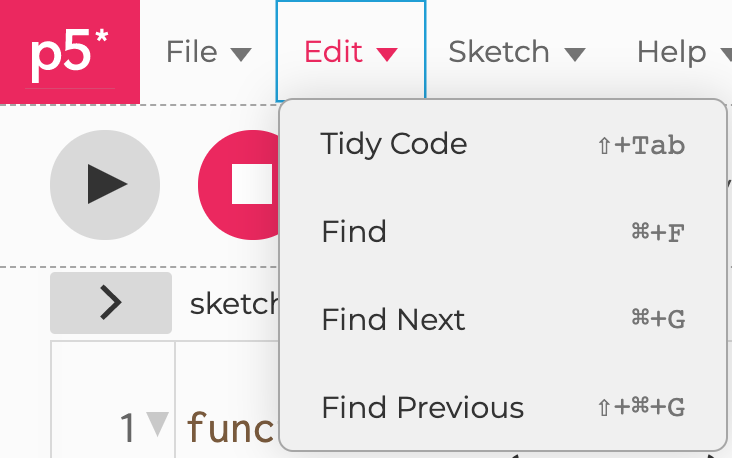 p5* File Edit Sketch Help
Tidy Code ⇧+Tab
Find ⌘+F
sketch
Find Next ⌘+G
Find Previous ⇧+⌘+G
1 func